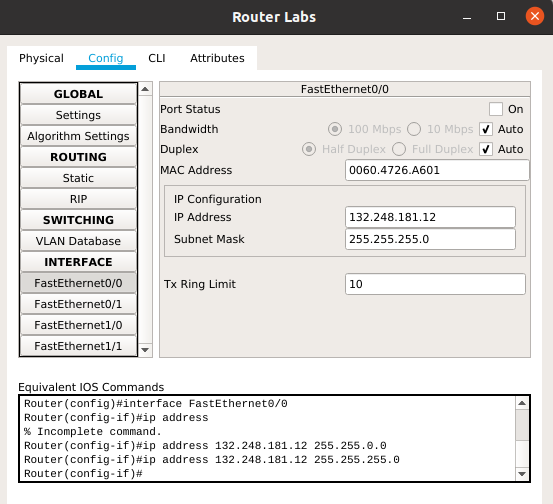 Router Labs
Physical Config CLI Attributes
GLOBAL
Settings
Algorithm Settings
ROUTING
Static
RIP
SWITCHING
VLAN Database
INTERFACE
FastEthernet0/0
FastEthernet0/1
FastEthernet1/0
FastEthernet1/1
FastEthernet0/0
Port Status On
Bandwidth 100 Mbps 10 Mbps Auto
Duplex Half Duplex Full Duplex Auto
MAC Address 0060.4726.A601
IP Configuration
IP Address 132.248.181.12
Subnet Mask 255.255.255.0
Tx Ring Limit 10
Equivalent IOS Commands
Router(config)#interface FastEthernet0/0
Router(config-if)#ip address
% Incomplete command.
Router(config-if)#ip address 132.248.181.12 255.255.0.0
Router(config-if)#ip address 132.248.181.12 255.255.255.0
Router(config-if)#